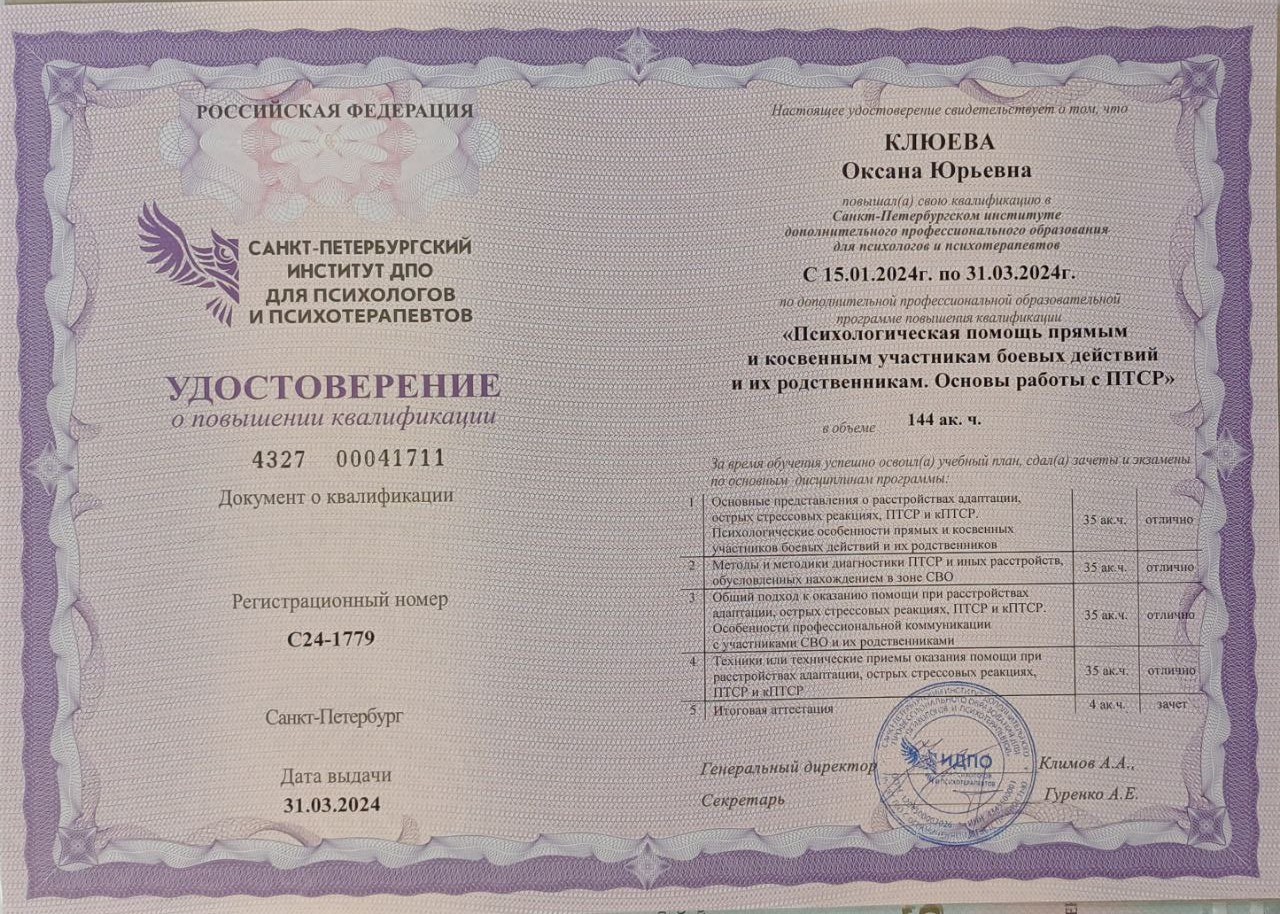 РОССИЙСКАЯ ФЕДЕРАЦИЯ
САНКТ-ПЕТЕРБУРГСКИЙ
ИНСТИТУТ ДПО
ДЛЯ ПСИХОЛОГОВ
И ПСИХОТЕРАПЕВТОВ
УДОСТОВЕРЕНИЕ
о повышении квалификации
4327 00041711
Документ о квалификации
Регистрационный номер
С24-1779
Санкт-Петербург
Дата выдачи
31.03.2024
Настоящее удостоверение свидетельствует о том, что
КЛЮЕВА
Оксана Юрьевна
повышал(а) свою квалификацию в
Санкт-Петербургском институте
дополнительного профессионального образования
для психологов и психотерапевтов
С 15.01.2024г. по 31.03.2024г.
по дополнительной профессиональной образовательной
программе повышения квалификации
«Психологическая помощь прямым
и косвенным участникам боевых действий
и их родственникам. Основы работы с ПТСР»
в объеме 144 ак. ч.
За время обучения успешно освоил(а) учебный план, сдал(а) зачеты и экзамены
по основным дисциплинам программы:
1 Основные представления о расстройствах адаптации,
острых стрессовых реакциях, ПТСР и кПТСР.
Психологические особенности прямых и косвенных
участников боевых действий и их родственников
35 ак.ч. отлично
2 Методы и методики диагностики ПТСР и иных расстройств,
обусловленных нахождением в зоне СВО
35 ак.ч. отлично
3 Общий подход к оказанию помощи при расстройствах
адаптации, острых стрессовых реакциях, ПТСР и кПТСР.
Особенности профессиональной коммуникации
с участниками СВО и их родственниками
35 ак.ч. отлично
4 Техники или технические приемы оказания помощи при
расстройствах адаптации, острых стрессовых реакциях,
ПТСР и кПТСР
35 ак.ч. отлично
5 Итоговая аттестация 4 ак.ч. зачет
Генеральный директор Климов А.А.,
Секретарь Гуренко А.Е.
ИДПО